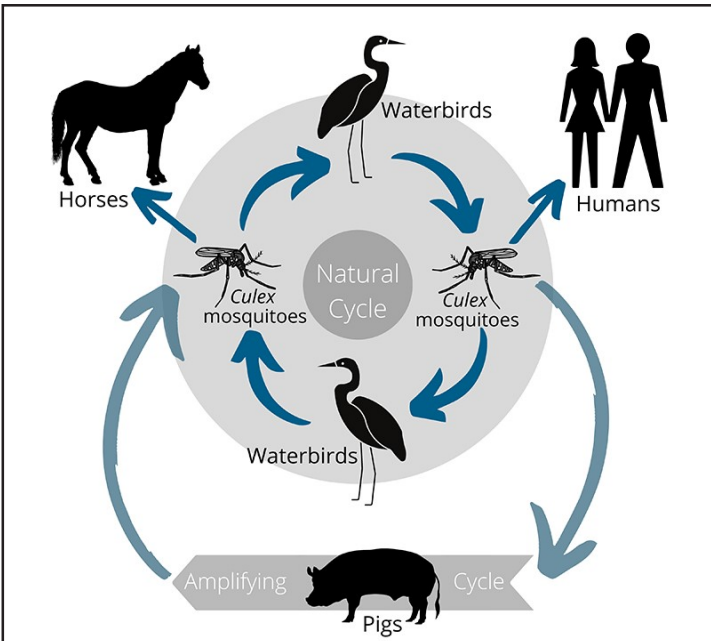 Waterbirds
Horses
Humans
Natural
Cycle
Culex
mosquitoes
Culex
mosquitoes
Waterbirds
Amplifying
Cycle
Pigs